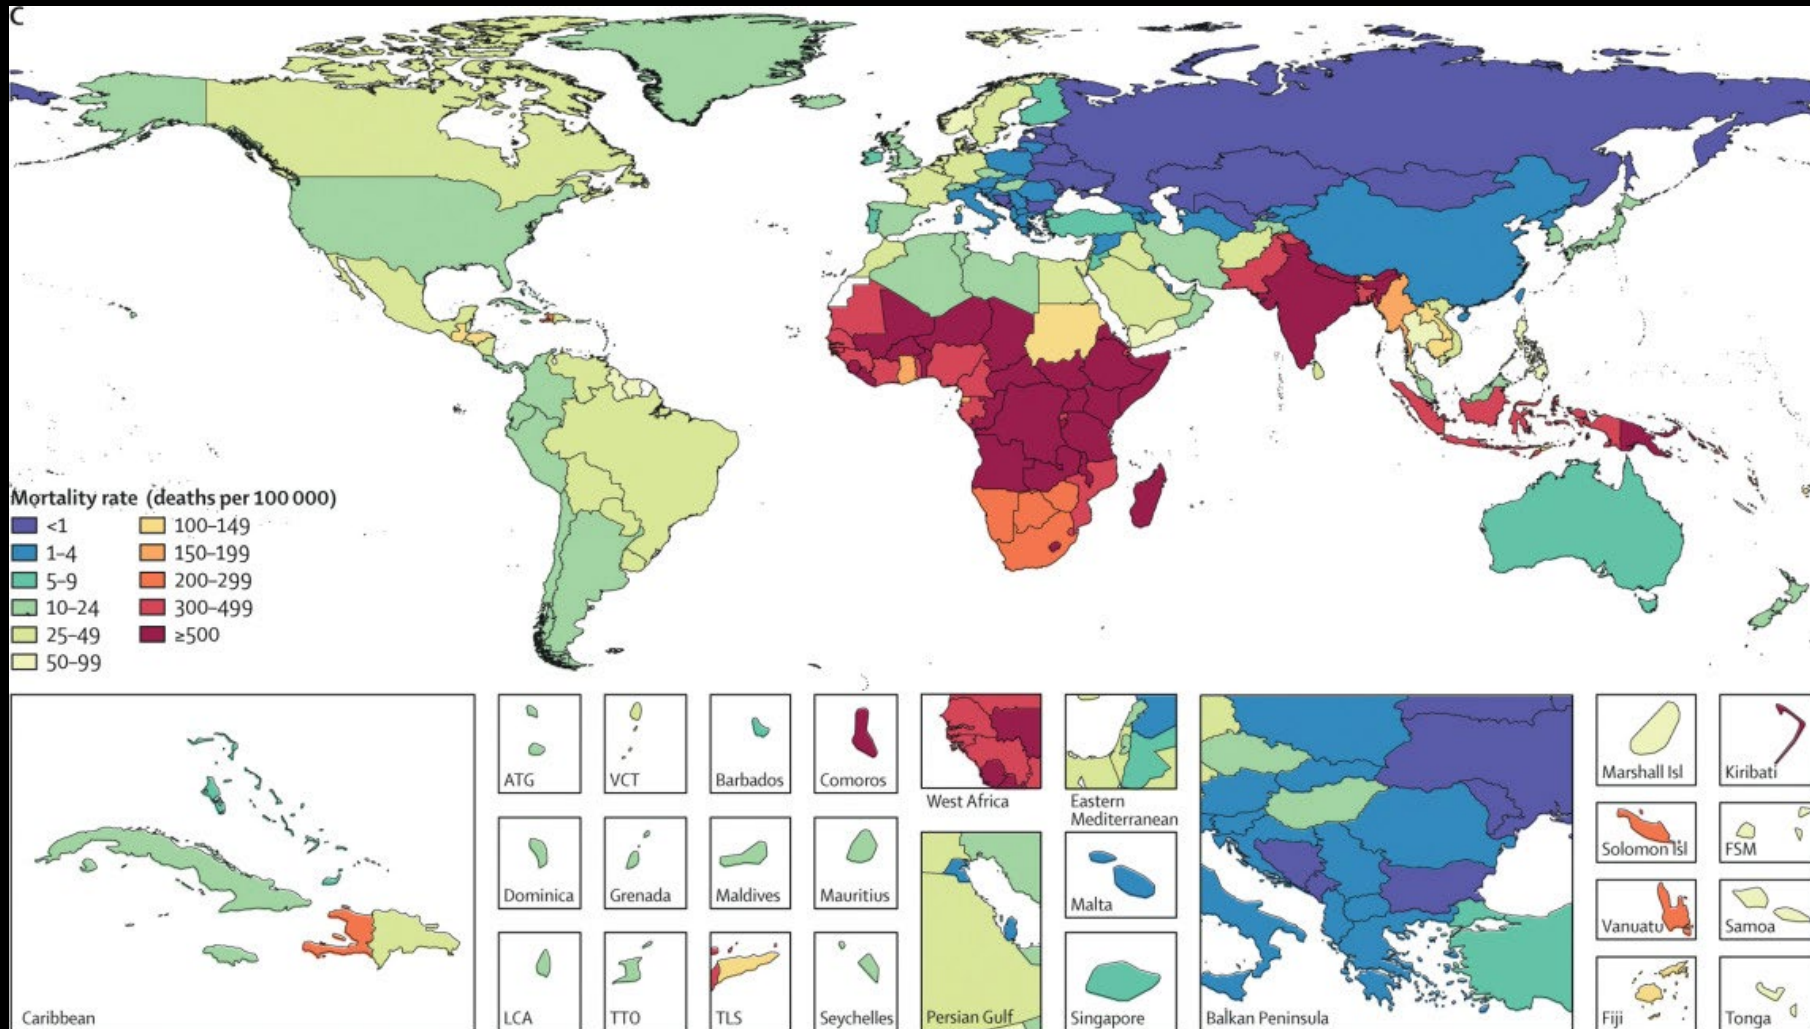 C
Mortality rate (deaths per 100 000)
<1
1–4
5–9
10–24
25–49
50–99
100–149
150–199
200–299
300–499
≥500
Caribbean
ATG
VCT
Barbados
Comoros
West Africa
Eastern
Mediterranean
Marshall Isl
Kiribati
Dominica
Grenada
Maldives
Mauritius
Malta
Solomon Isl
FSM
Vanuatu
Samoa
LCA
TTO
TLS
Seychelles
Persian Gulf
Singapore
Balkan Peninsula
Fiji
Tonga